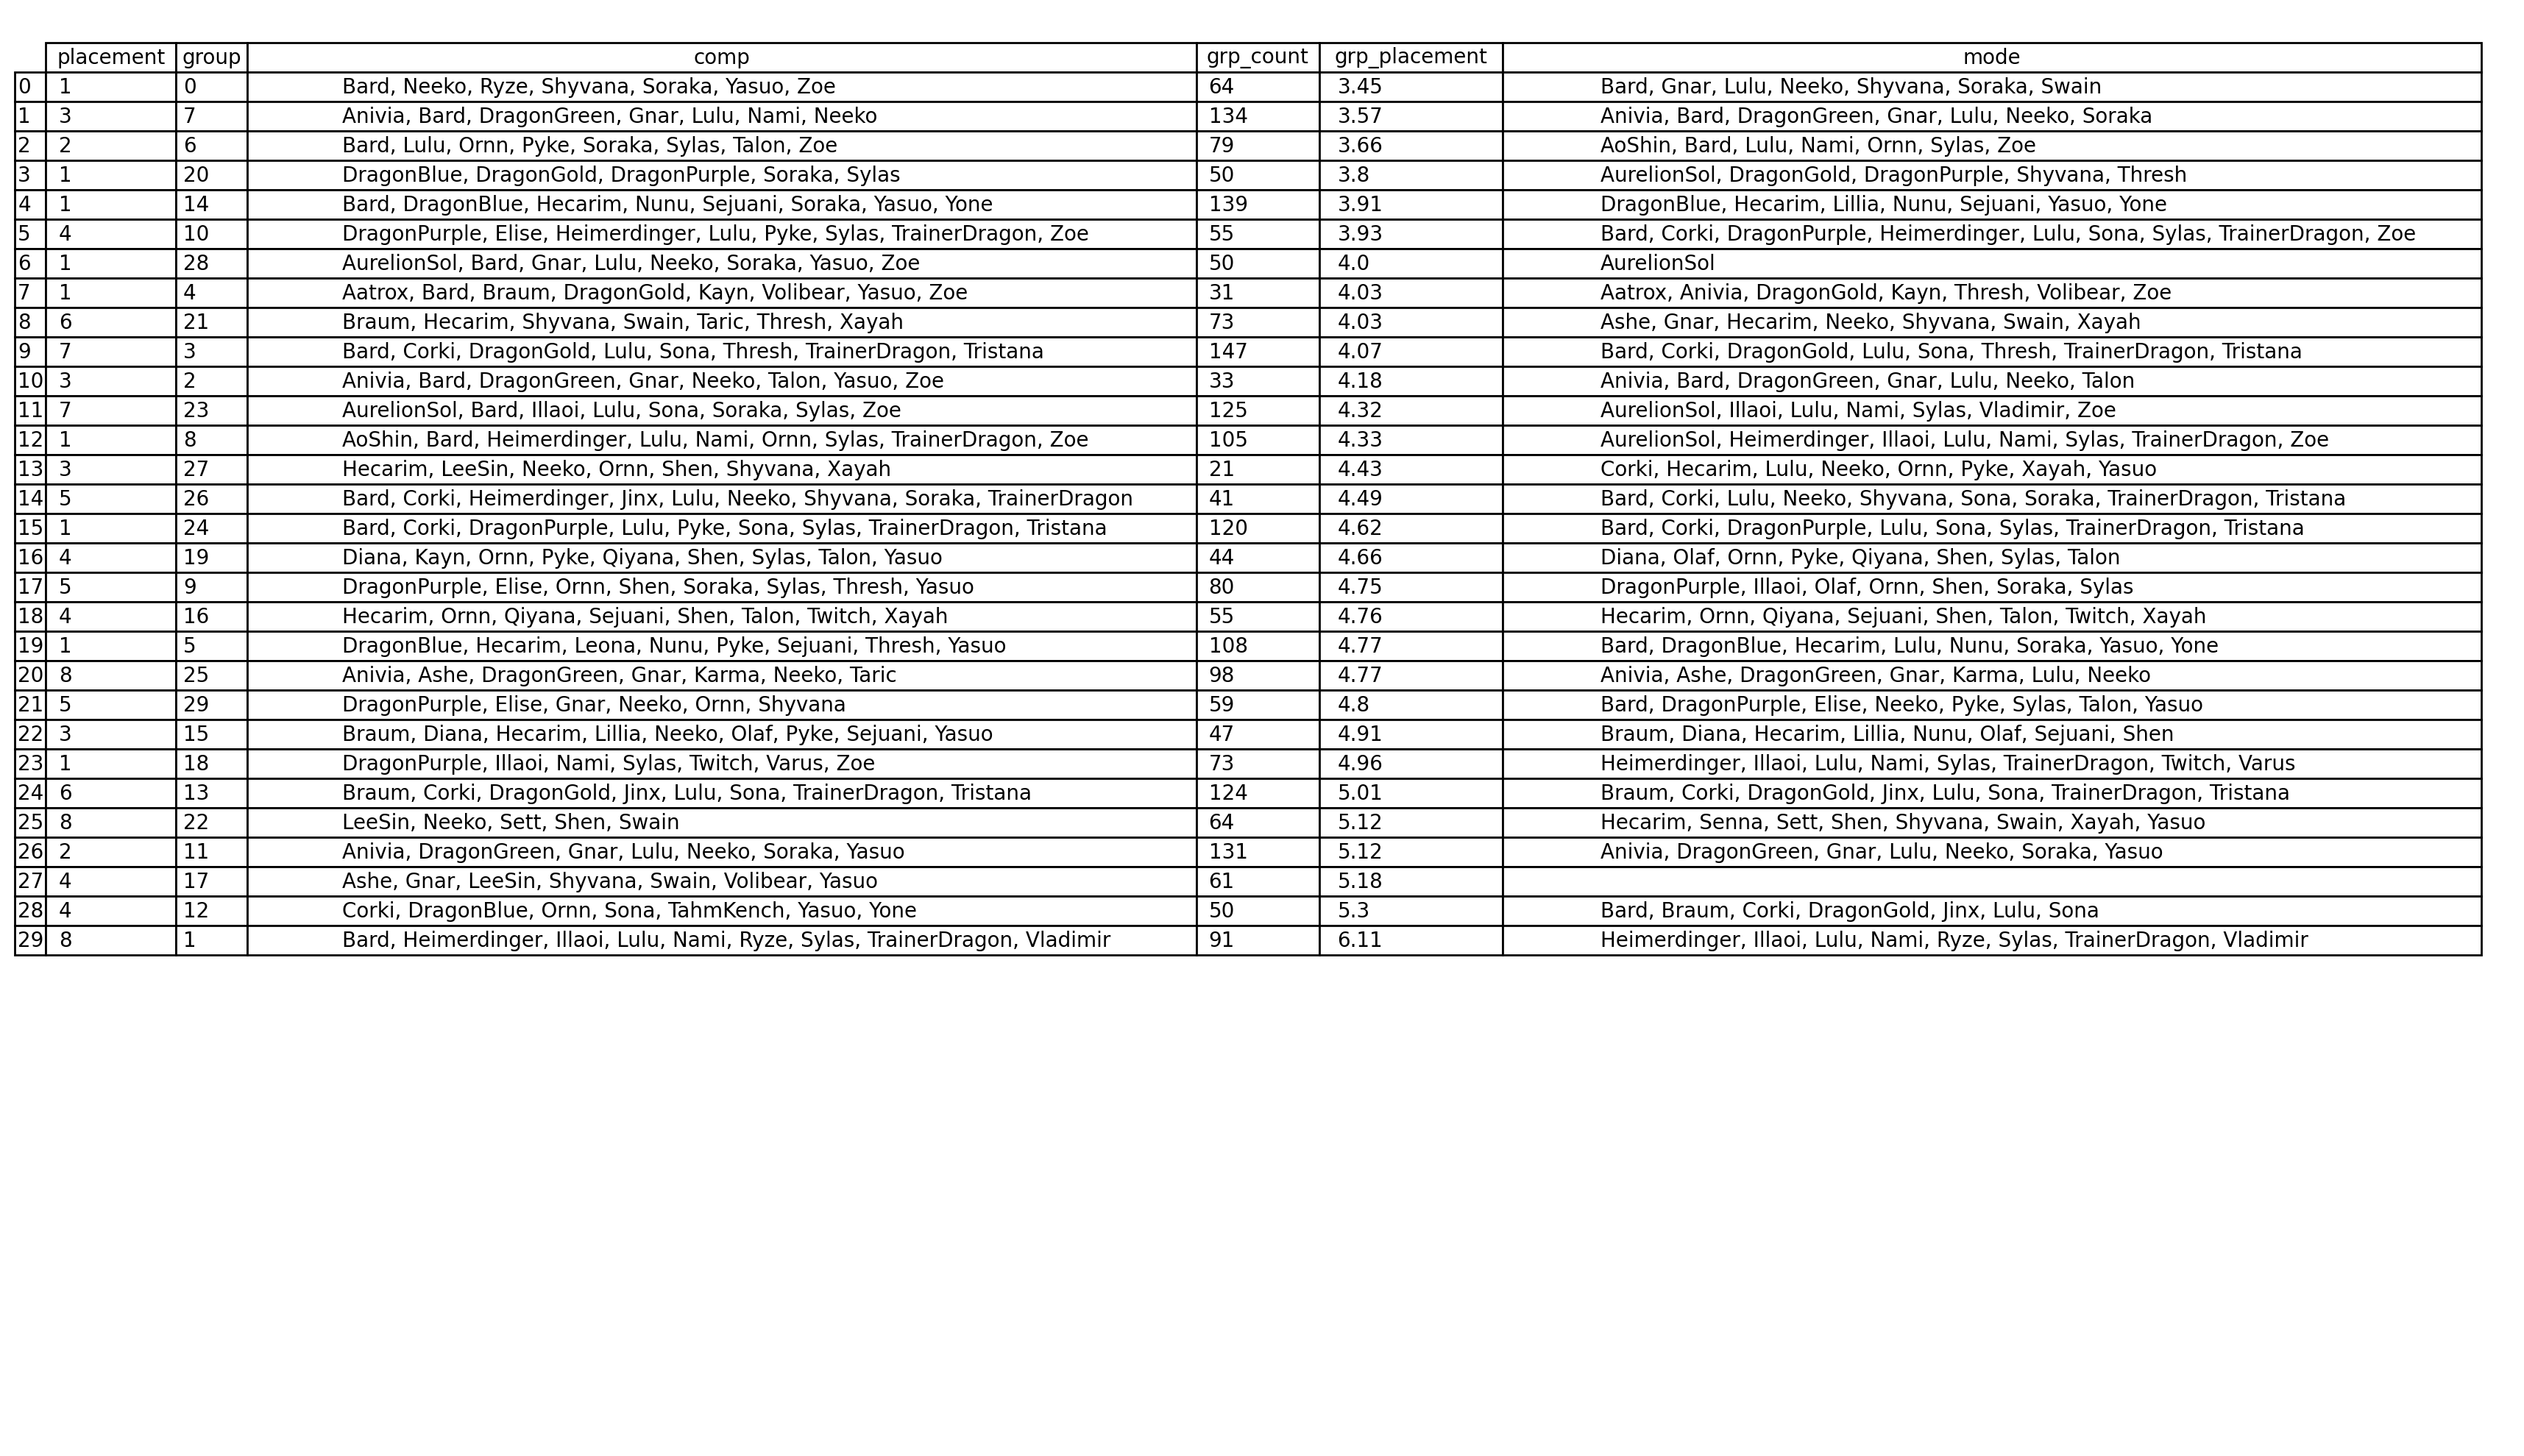 placement group comp grp_count grp_placement mode
0 1 0 Bard, Neeko, Ryze, Shyvana, Soraka, Yasuo, Zoe 64 3.45 Bard, Gnar, Lulu, Neeko, Shyvana, Soraka, Swain
1 3 7 Anivia, Bard, DragonGreen, Gnar, Lulu, Nami, Neeko 134 3.57 Anivia, Bard, DragonGreen, Gnar, Lulu, Neeko, Soraka
2 2 6 Bard, Lulu, Ornn, Pyke, Soraka, Sylas, Talon, Zoe 79 3.66 AoShin, Bard, Lulu, Nami, Ornn, Sylas, Zoe
3 1 20 DragonBlue, DragonGold, DragonPurple, Soraka, Sylas 50 3.8 AurelionSol, DragonGold, DragonPurple, Shyvana, Thresh
4 1 14 Bard, DragonBlue, Hecarim, Nunu, Sejuani, Soraka, Yasuo, Yone 139 3.91 DragonBlue, Hecarim, Lillia, Nunu, Sejuani, Yasuo, Yone
5 4 10 DragonPurple, Elise, Heimerdinger, Lulu, Pyke, Sylas, TrainerDragon, Zoe 55 3.93 Bard, Corki, DragonPurple, Heimerdinger, Lulu, Sona, Sylas, TrainerDragon, Zoe
6 1 28 AurelionSol, Bard, Gnar, Lulu, Neeko, Soraka, Yasuo, Zoe 50 4.0 AurelionSol
7 1 4 Aatrox, Bard, Braum, DragonGold, Kayn, Volibear, Yasuo, Zoe 31 4.03 Aatrox, Anivia, DragonGold, Kayn, Thresh, Volibear, Zoe
8 6 21 Braum, Hecarim, Shyvana, Swain, Taric, Thresh, Xayah 73 4.03 Ashe, Gnar, Hecarim, Neeko, Shyvana, Swain, Xayah
9 7 3 Bard, Corki, DragonGold, Lulu, Sona, Thresh, TrainerDragon, Tristana 147 4.07 Bard, Corki, DragonGold, Lulu, Sona, Thresh, TrainerDragon, Tristana
10 3 2 Anivia, Bard, DragonGreen, Gnar, Neeko, Talon, Yasuo, Zoe 33 4.18 Anivia, Bard, DragonGreen, Gnar, Lulu, Neeko, Talon
11 7 23 AurelionSol, Bard, Illaoi, Lulu, Sona, Soraka, Sylas, Zoe 125 4.32 AurelionSol, Illaoi, Lulu, Nami, Sylas, Vladimir, Zoe
12 1 8 AoShin, Bard, Heimerdinger, Lulu, Nami, Ornn, Sylas, TrainerDragon, Zoe 105 4.33 AurelionSol, Heimerdinger, Illaoi, Lulu, Nami, Sylas, TrainerDragon, Zoe
13 3 27 Hecarim, LeeSin, Neeko, Ornn, Shen, Shyvana, Xayah 21 4.43 Corki, Hecarim, Lulu, Neeko, Ornn, Pyke, Xayah, Yasuo
14 5 26 Bard, Corki, Heimerdinger, Jinx, Lulu, Neeko, Shyvana, Soraka, TrainerDragon 41 4.49 Bard, Corki, Lulu, Neeko, Shyvana, Sona, Soraka, TrainerDragon, Tristana
15 1 24 Bard, Corki, DragonPurple, Lulu, Pyke, Sona, Sylas, TrainerDragon, Tristana 120 4.62 Bard, Corki, DragonPurple, Lulu, Sona, Sylas, TrainerDragon, Tristana
16 4 19 Diana, Kayn, Ornn, Pyke, Qiyana, Shen, Sylas, Talon, Yasuo 44 4.66 Diana, Olaf, Ornn, Pyke, Qiyana, Shen, Sylas, Talon
17 5 9 DragonPurple, Elise, Ornn, Shen, Soraka, Sylas, Thresh, Yasuo 80 4.75 DragonPurple, Illaoi, Olaf, Ornn, Shen, Soraka, Sylas
18 4 16 Hecarim, Ornn, Qiyana, Sejuani, Shen, Talon, Twitch, Xayah 55 4.76 Hecarim, Ornn, Qiyana, Sejuani, Shen, Talon, Twitch, Xayah
19 1 5 DragonBlue, Hecarim, Leona, Nunu, Pyke, Sejuani, Thresh, Yasuo 108 4.77 Bard, DragonBlue, Hecarim, Lulu, Nunu, Soraka, Yasuo, Yone
20 8 25 Anivia, Ashe, DragonGreen, Gnar, Karma, Neeko, Taric 98 4.77 Anivia, Ashe, DragonGreen, Gnar, Karma, Lulu, Neeko
21 5 29 DragonPurple, Elise, Gnar, Neeko, Ornn, Shyvana 59 4.8 Bard, DragonPurple, Elise, Neeko, Pyke, Sylas, Talon, Yasuo
22 3 15 Braum, Diana, Hecarim, Lillia, Neeko, Olaf, Pyke, Sejuani, Yasuo 47 4.91 Braum, Diana, Hecarim, Lillia, Nunu, Olaf, Sejuani, Shen
23 1 18 DragonPurple, Illaoi, Nami, Sylas, Twitch, Varus, Zoe 73 4.96 Heimerdinger, Illaoi, Lulu, Nami, Sylas, TrainerDragon, Twitch, Varus
24 6 13 Braum, Corki, DragonGold, Jinx, Lulu, Sona, TrainerDragon, Tristana 124 5.01 Braum, Corki, DragonGold, Jinx, Lulu, Sona, TrainerDragon, Tristana
25 8 22 LeeSin, Neeko, Sett, Shen, Swain 64 5.12 Hecarim, Senna, Sett, Shen, Shyvana, Swain, Xayah, Yasuo
26 2 11 Anivia, DragonGreen, Gnar, Lulu, Neeko, Soraka, Yasuo 131 5.12 Anivia, DragonGreen, Gnar, Lulu, Neeko, Soraka, Yasuo
27 4 17 Ashe, Gnar, LeeSin, Shyvana, Swain, Volibear, Yasuo 61 5.18
28 4 12 Corki, DragonBlue, Ornn, Sona, TahmKench, Yasuo, Yone 50 5.3 Bard, Braum, Corki, DragonGold, Jinx, Lulu, Sona
29 8 1 Bard, Heimerdinger, Illaoi, Lulu, Nami, Ryze, Sylas, TrainerDragon, Vladimir 91 6.11 Heimerdinger, Illaoi, Lulu, Nami, Ryze, Sylas, TrainerDragon, Vladimir